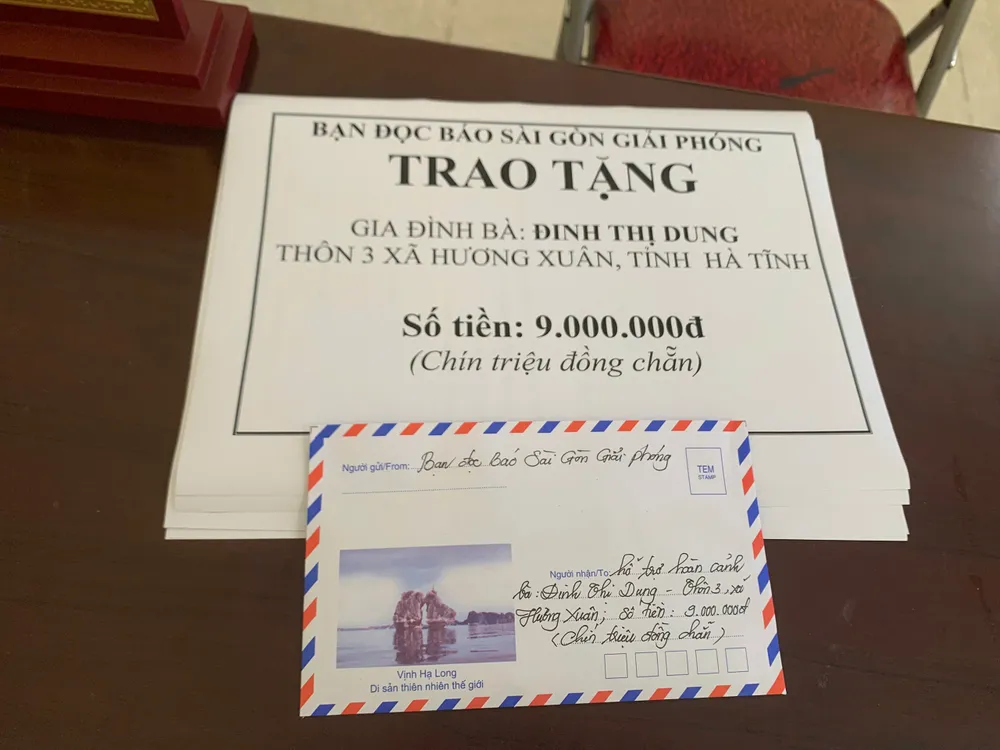 BẠN ĐỌC BÁO SÀI GÒN GIẢI PHÓNG
TRAO TẶNG
GIA ĐÌNH BÀ: ĐINH THỊ DUNG
THÔN 3 XÃ HƯƠNG XUÂN, TỈNH HÀ TĨNH
Số tiền: 9.000.000đ
(Chín triệu đồng chẵn)
Người gửi/From: Bạn đọc Báo Sài Gòn Giải phóng
TEM
STAMP
Người nhận/To: hỗ trợ hoàn cảnh
bà: Đinh Thị Dung - Thôn 3, xã
Hương Xuân; Số tiền: 9.000.000đ
(Chín triệu đồng chẵn)
Vịnh Hạ Long
Di sản thiên nhiên thế giới